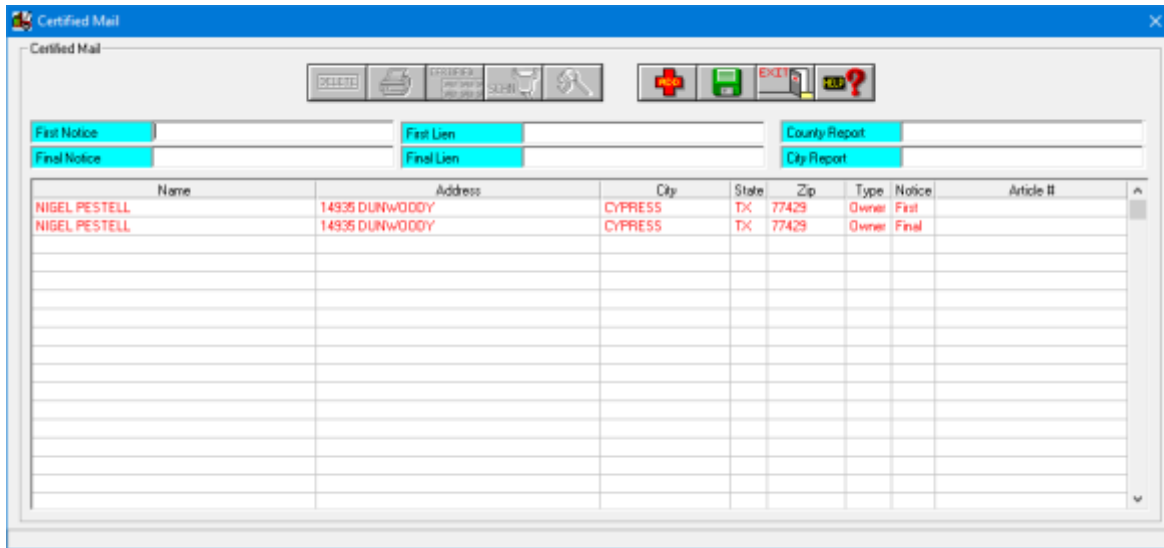 Certified Mail
Certified Mail
DELETE CERTIFIED SCAN ADD EXIT HELP
First Notice First Lien County Report
Final Notice Final Lien City Report
Name Address City State Zip Type Notice Article #
NIGEL PESTELL 14935 DUNWOODY CYPRESS TX 77429 Owner First
NIGEL PESTELL 14935 DUNWOODY CYPRESS TX 77429 Owner Final